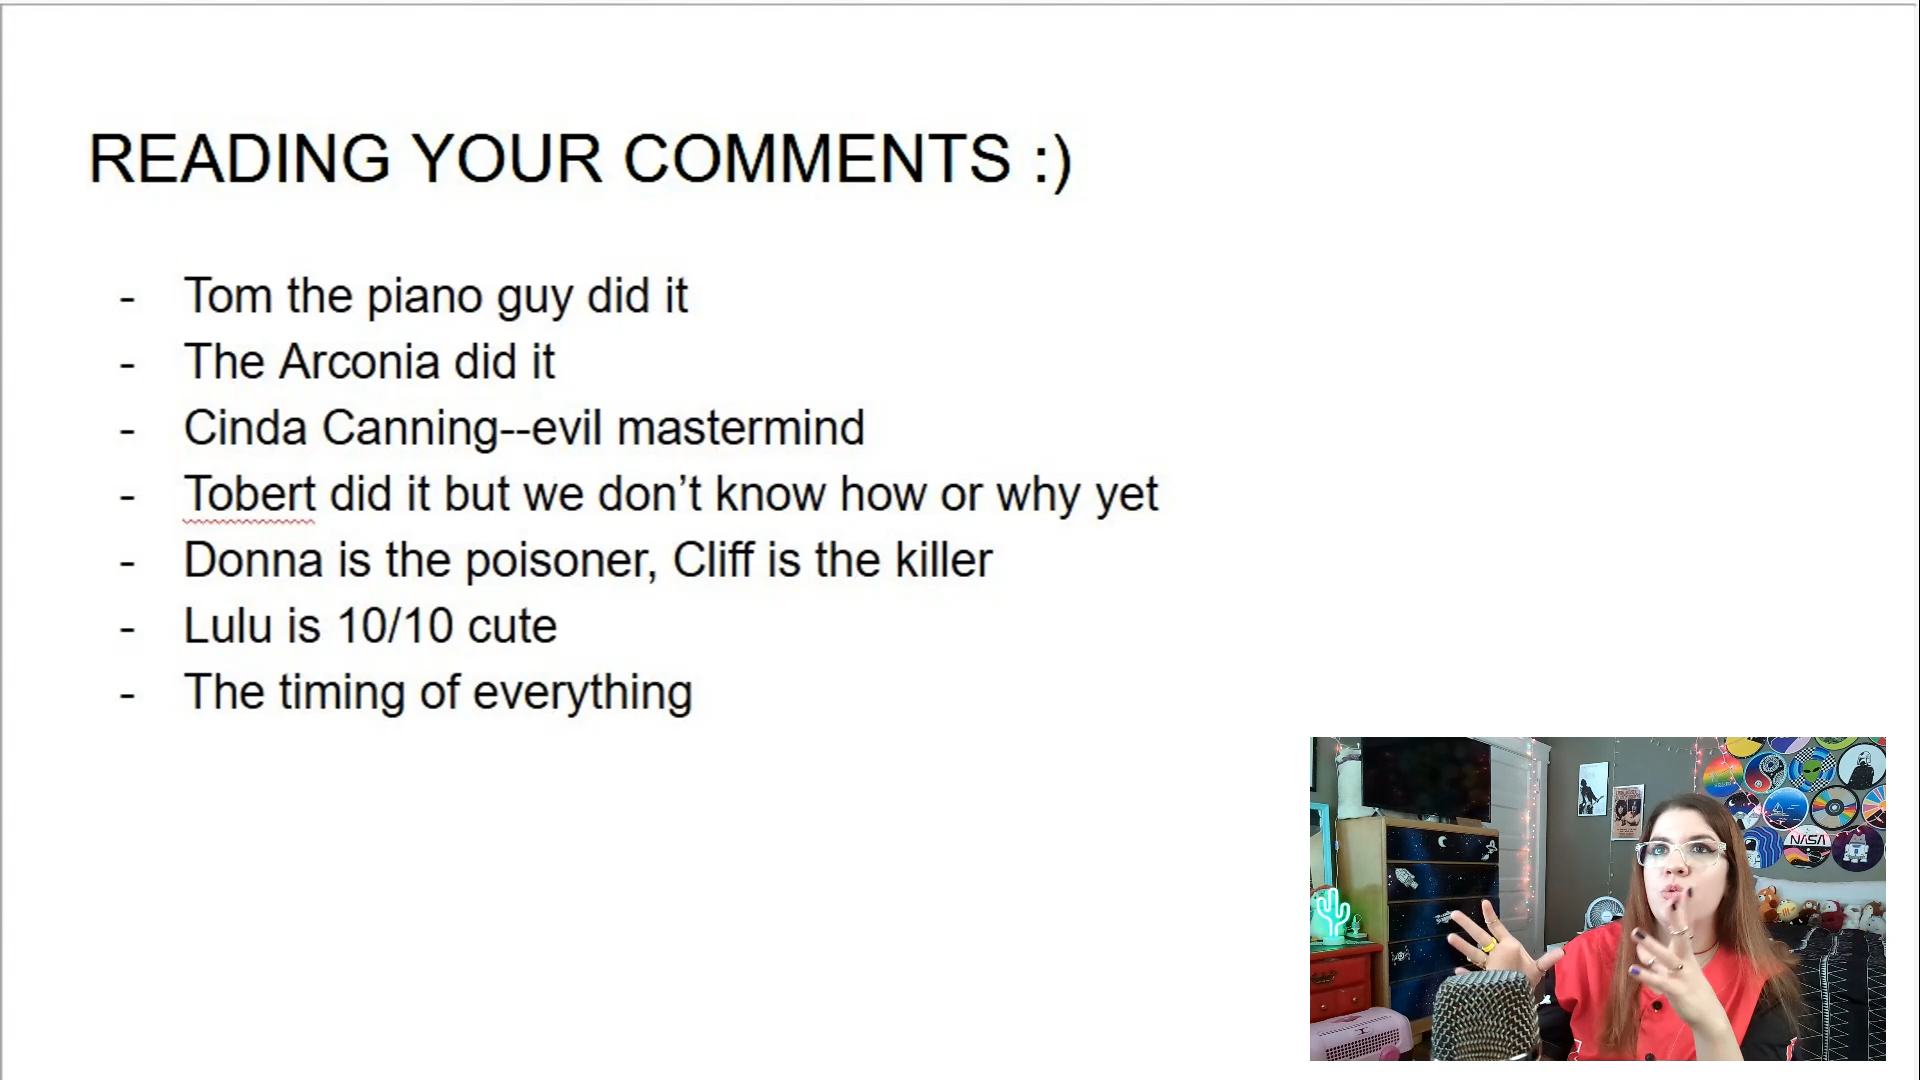 READING YOUR COMMENTS :)
- Tom the piano guy did it
- The Arconia did it
- Cinda Canning--evil mastermind
- Tobert did it but we don’t know how or why yet
- Donna is the poisoner, Cliff is the killer
- Lulu is 10/10 cute
- The timing of everything
NASA